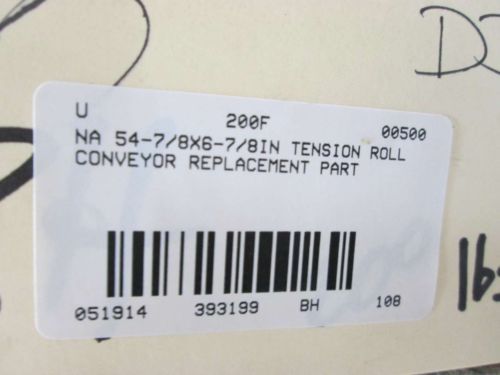 U 200F 00500
NA 54-7/8X6-7/8IN TENSION ROLL
CONVEYOR REPLACEMENT PART
051914 393199 BH 108